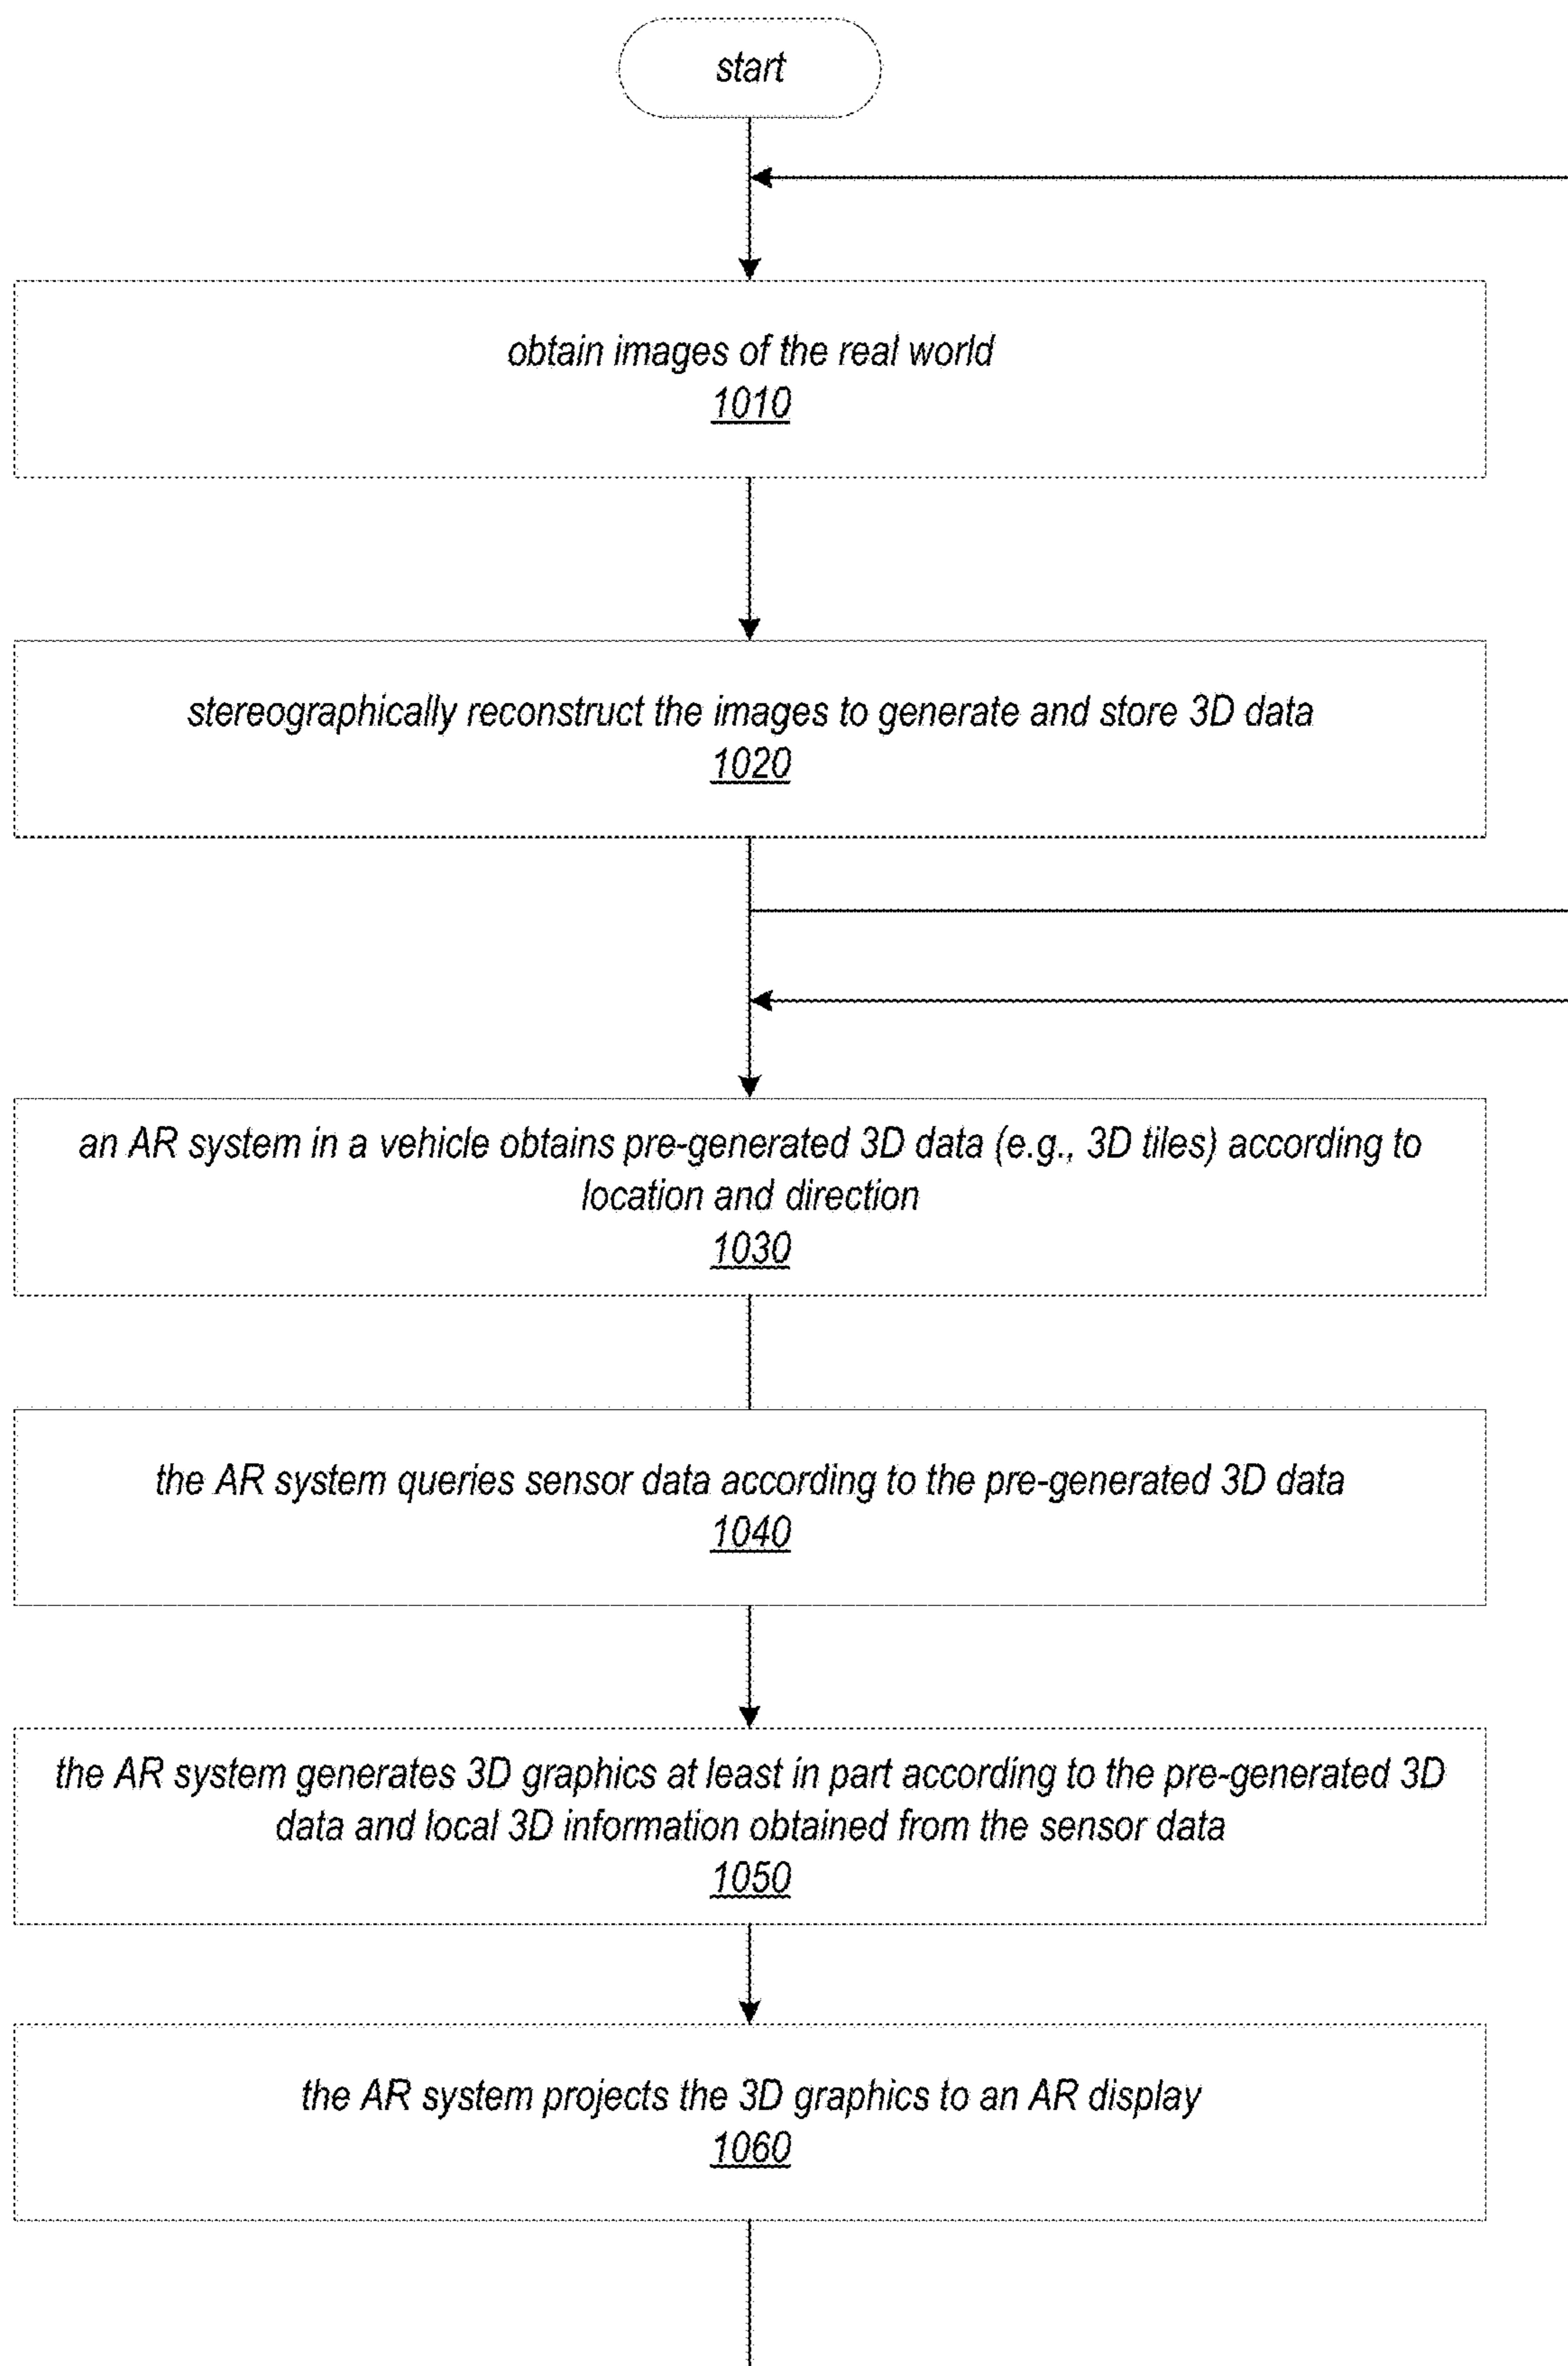 start
obtain images of the real world
1010
stereographically reconstruct the images to generate and store 3D data
1020
an AR system in a vehicle obtains pre-generated 3D data (e.g., 3D tiles) according to
location and direction
1030
the AR system queries sensor data according to the pre-generated 3D data
1040
the AR system generates 3D graphics at least in part according to the pre-generated 3D
data and local 3D information obtained from the sensor data
1050
the AR system projects the 3D graphics to an AR display
1060